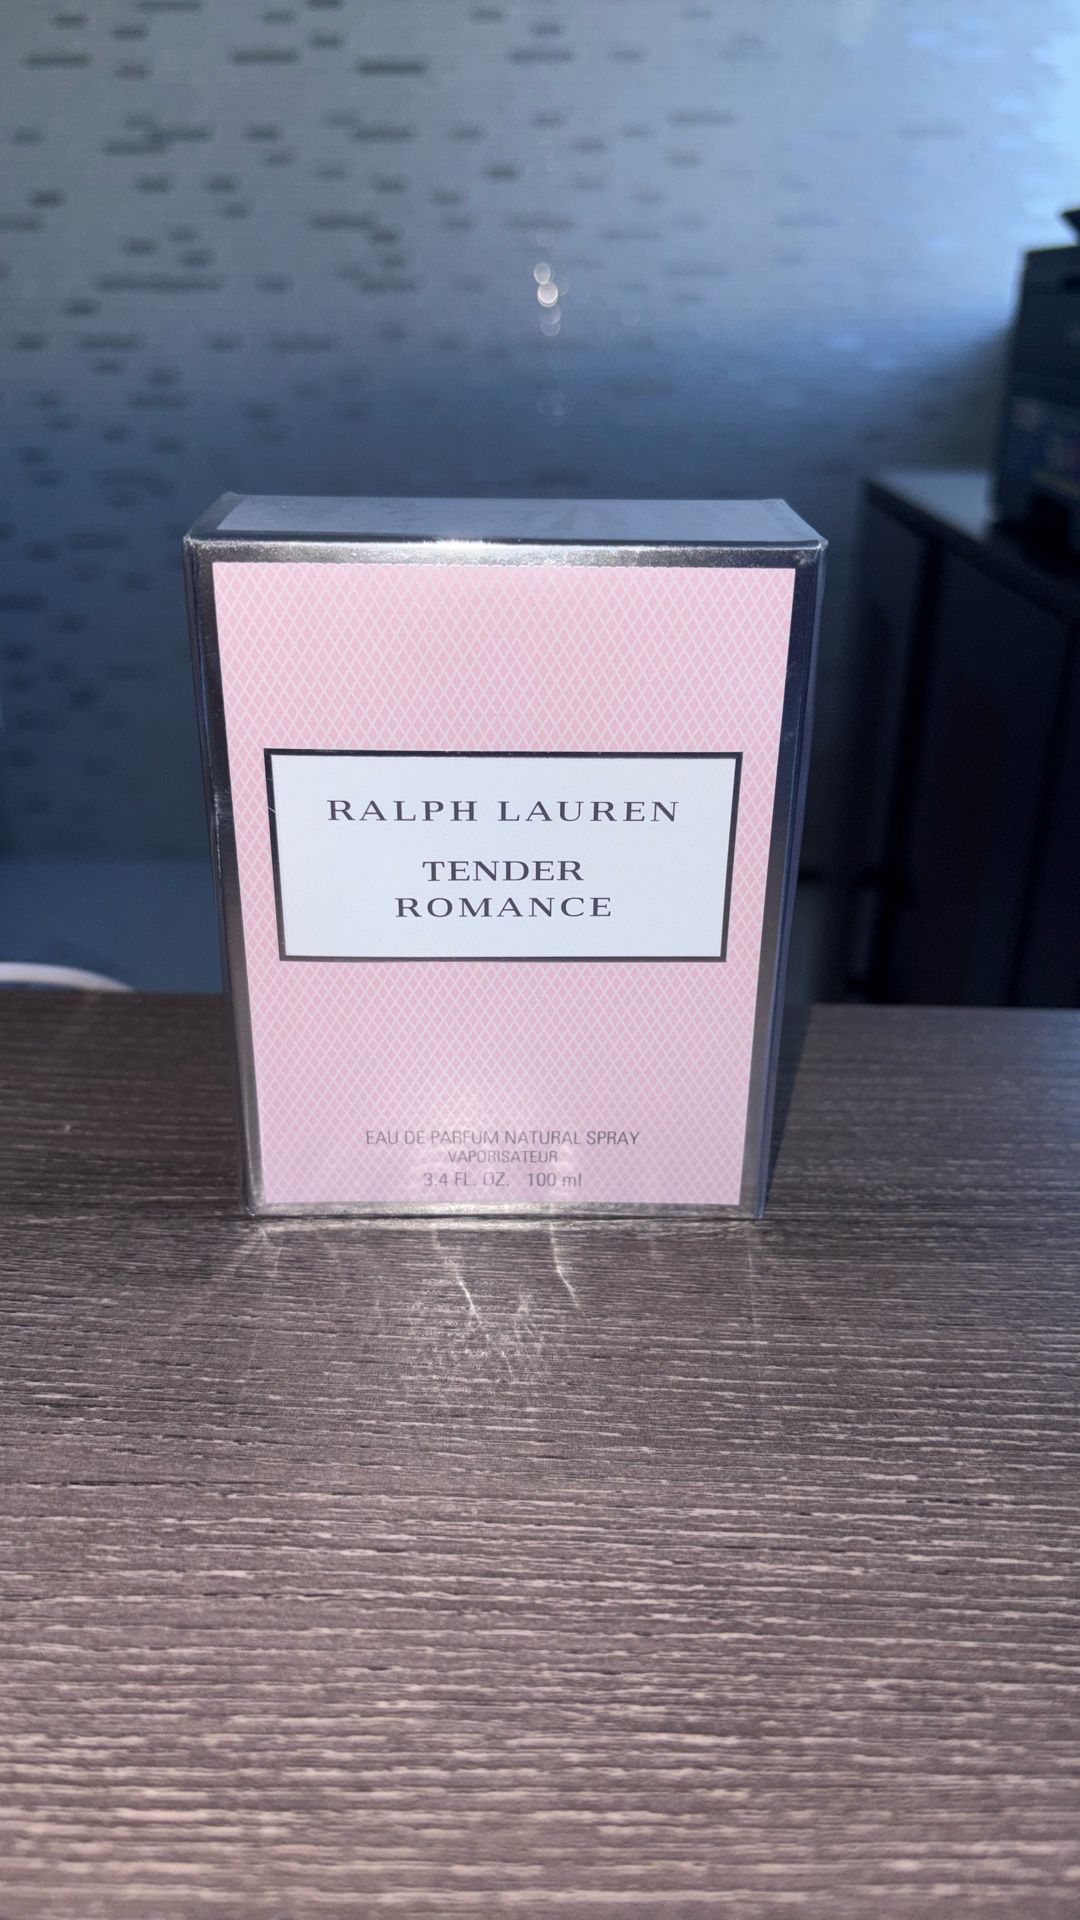 RALPH LAUREN
TENDER
ROMANCE
EAU DE PARFUM NATURAL SPRAY
VAPORISATEUR
3.4 FL. OZ. 100 ml